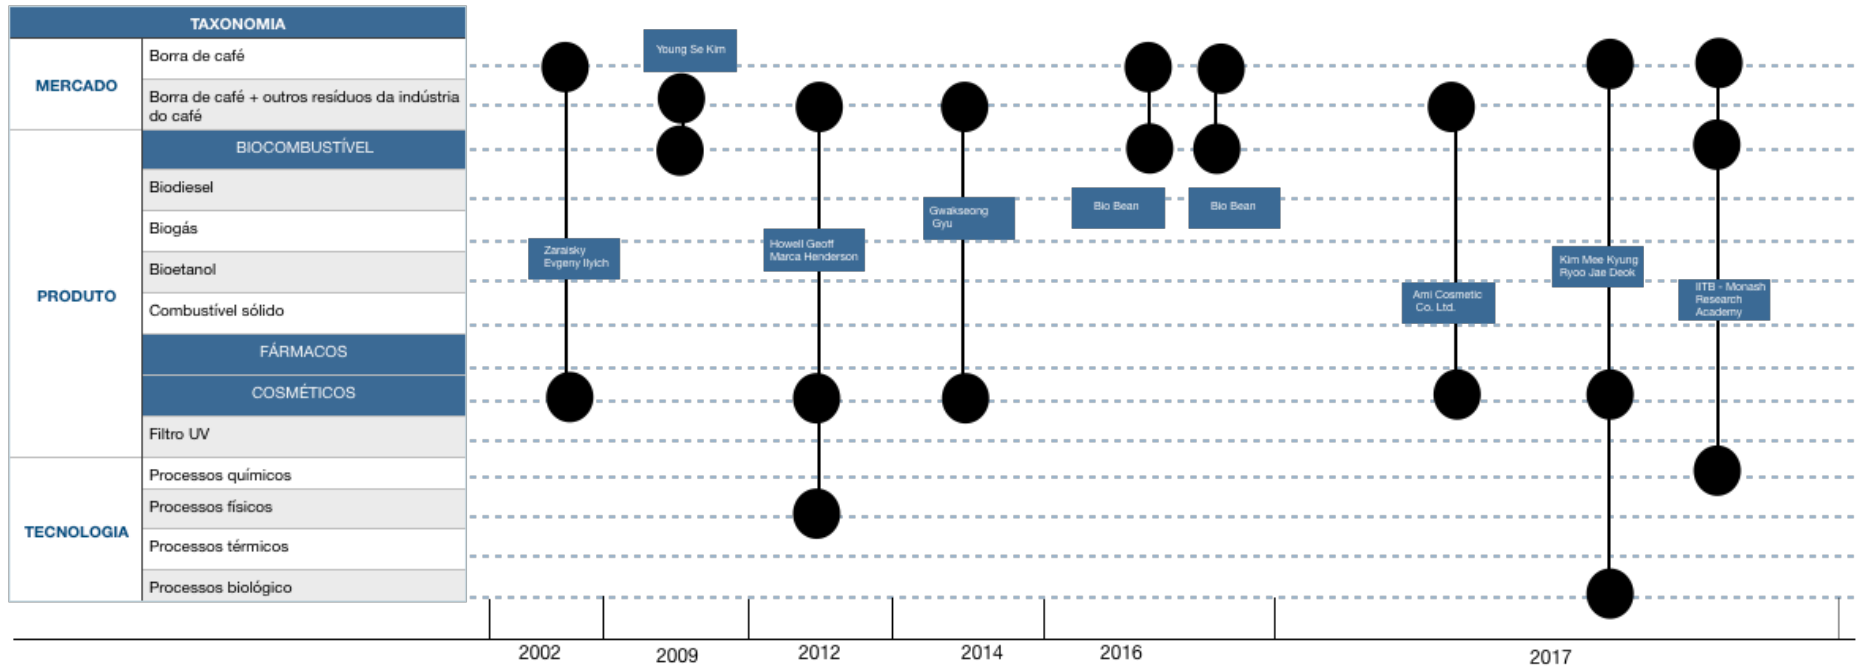 TAXONOMIA
MERCADO
Borra de café
Borra de café + outros resíduos da indústria
do café
PRODUTO
BIOCOMBUSTÍVEL
Biodiesel
Biogás
Bioetanol
Combustível sólido
FÁRMACOS
COSMÉTICOS
Filtro UV
TECNOLOGIA
Processos químicos
Processos físicos
Processos térmicos
Processos biológico
Zaraisky
Evgeny Ilyich
Young Se Kim
Howell Geoff
Marca Henderson
Gwakseong
Gyu
Bio Bean
Bio Bean
Ami Cosmetic
Co. Ltd.
Kim Mee Kyung
Ryoo Jae Deok
IITB - Monash
Research
Academy
2002
2009
2012
2014
2016
2017